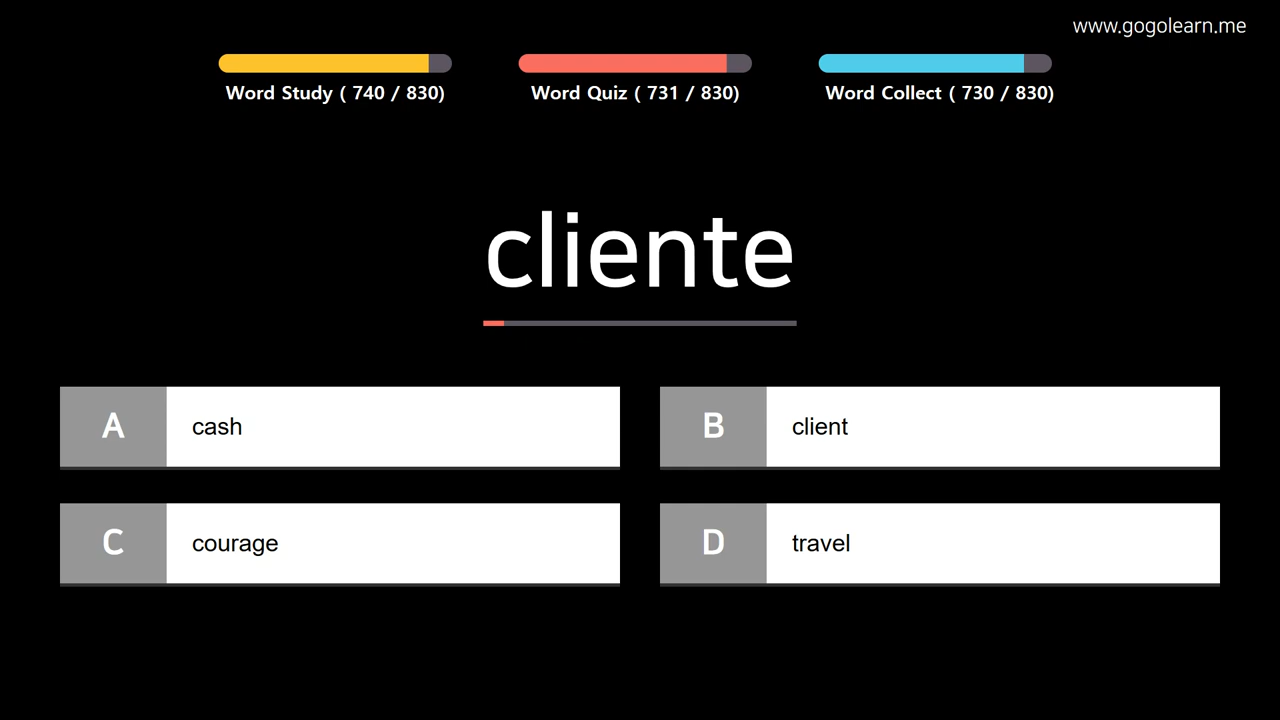 www.gogolearn.me
Word Study ( 740 / 830)
Word Quiz ( 731 / 830)
Word Collect ( 730 / 830)
cliente
A cash
B client
C courage
D travel